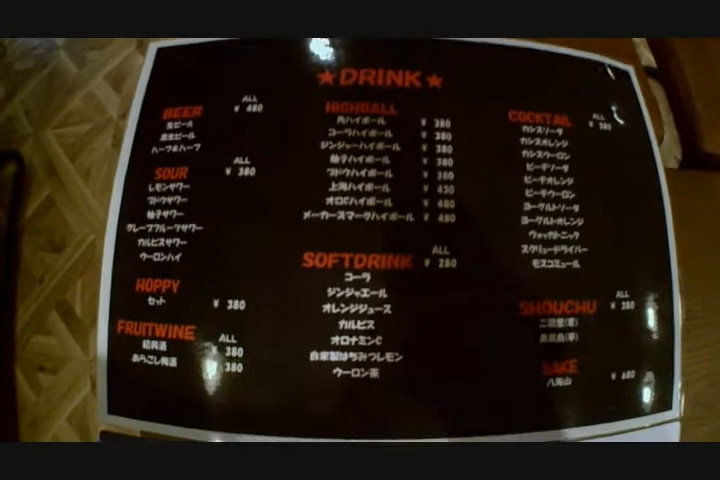 ★DRINK★
BEER ALL ¥ 480
生ビール
黒生ビール
ハーフ&ハーフ
SOUR ALL ¥ 380
レモンサワー
ブドウサワー
柚子サワー
グレープフルーツサワー
カルピスサワー
ウーロンハイ
HOPPY
セット ¥ 380
FRUITWINE ALL
¥ 380
あらごし梅酒 380
HIGHBALL
角ハイボール ¥ 380
コーラハイボール ¥ 380
ジンジャーハイボール ¥ 380
柚子ハイボール ¥ 380
ブドウハイボール ¥ 380
上海ハイボール ¥ 430
オロCハイボール ¥ 480
メーカーズマークハイボール ¥ 480
SOFTDRINK ALL ¥ 280
コーラ
ジンジャエール
オレンジジュース
カルピス
オロナミンC
自家製はちみつレモン
ウーロン茶
COCKTAIL ALL ¥ 380
カシスソーダ
カシスオレンジ
カシスウーロン
ピーチソーダ
ピーチオレンジ
ピーチウーロン
ヨーグルトソーダ
ヨーグルトオレンジ
ウォッカトニック
スクリュードライバー
モスコミュール
SHOUCHU ALL ¥ 380
SAKE
八海山 ¥ 680